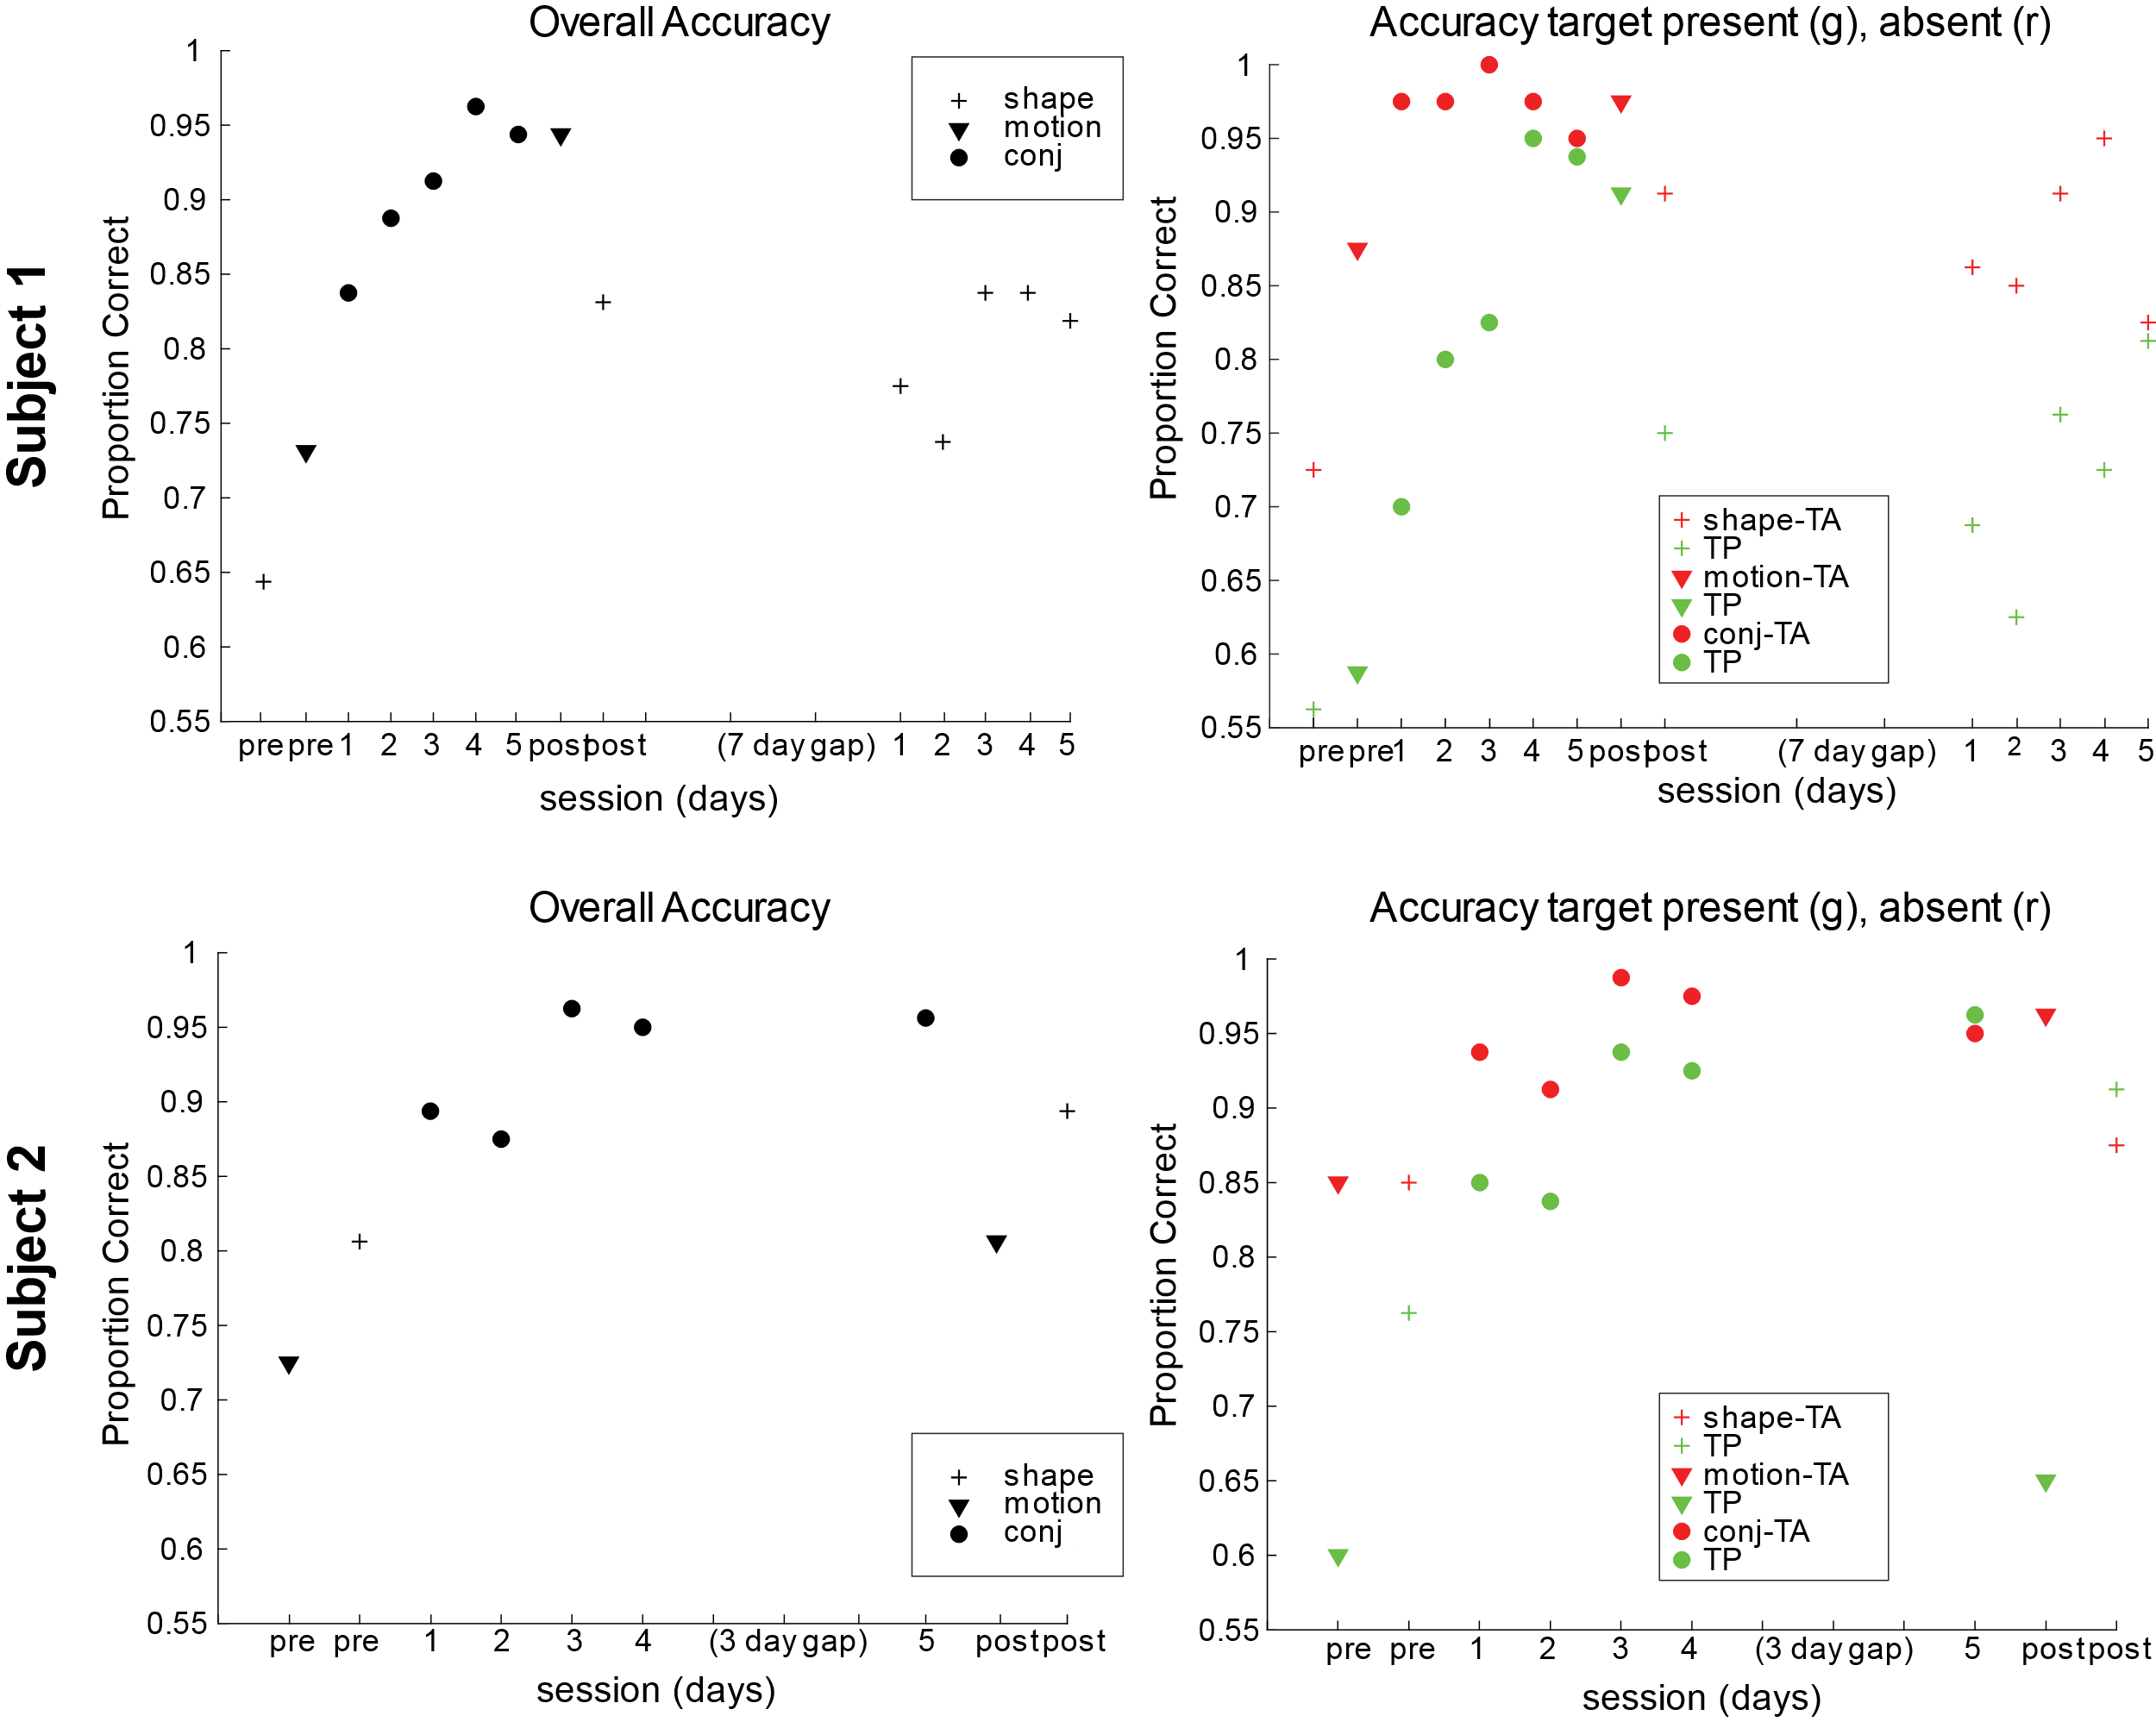 Overall Accuracy
Accuracy target present (g), absent (r)
Subject 1
Proportion Correct
1
0.95
0.9
0.85
0.8
0.75
0.7
0.65
0.6
0.55
shape
motion
conj
pre pre 1 2 3 4 5 post post (7 day gap) 1 2 3 4 5
session (days)
Proportion Correct
1
0.95
0.9
0.85
0.8
0.75
0.7
0.65
0.6
0.55
shape-TA
TP
motion-TA
TP
conj-TA
TP
pre pre 1 2 3 4 5 post post (7 day gap) 1 2 3 4 5
session (days)
Overall Accuracy
Accuracy target present (g), absent (r)
Subject 2
Proportion Correct
1
0.95
0.9
0.85
0.8
0.75
0.7
0.65
0.6
0.55
shape
motion
conj
pre pre 1 2 3 4 (3 day gap) 5 post post
session (days)
Proportion Correct
1
0.95
0.9
0.85
0.8
0.75
0.7
0.65
0.6
0.55
shape-TA
TP
motion-TA
TP
conj-TA
TP
pre pre 1 2 3 4 (3 day gap) 5 post post
session (days)